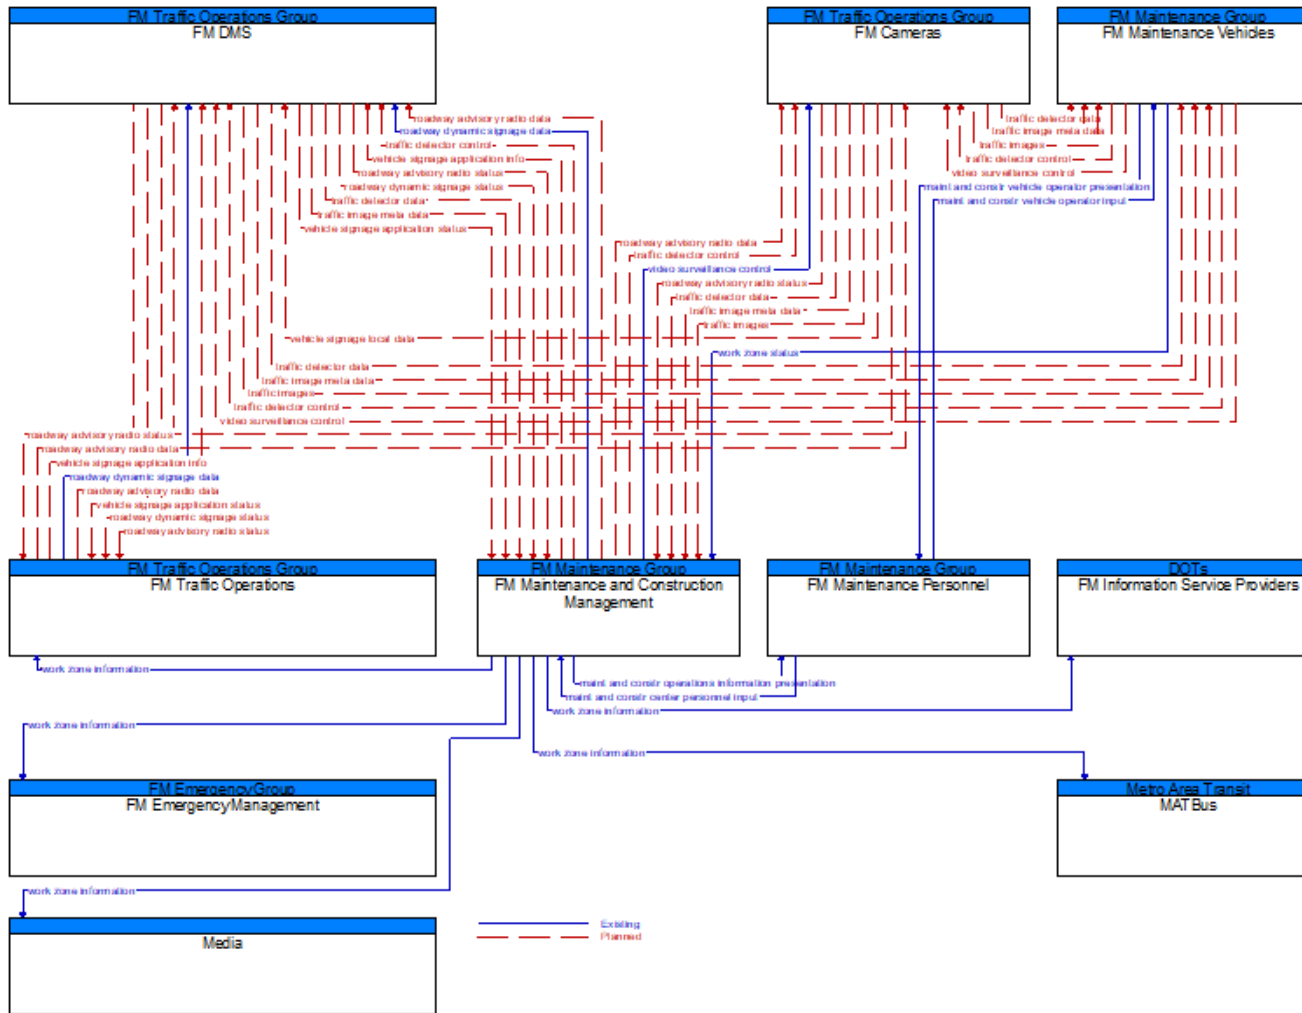 FM Traffic Operations Group
FM DMS
FM Traffic Operations Group
FM Cameras
FM Maintenance Group
FM Maintenance Vehicles
roadway advisory radio data
roadway dynamic signage data
traffic detector control
vehicle signage application info
roadway advisory radio status
roadway dynamic signage status
traffic detector data
traffic image meta data
vehicle signage application status
traffic detector data
traffic image meta data
traffic images
traffic detector control
video surveillance control
maint and constr vehicle operator presentation
maint and constr vehicle operator input
roadway advisory radio data
traffic detector control
video surveillance control
roadway advisory radio status
traffic detector data
traffic image meta data
traffic images
vehicle signage local data
work zone status
traffic detector data
traffic image meta data
traffic images
traffic detector control
video surveillance control
roadway advisory radio status
roadway advisory radio data
vehicle signage application info
roadway dynamic signage data
roadway advisory radio data
vehicle signage application status
roadway dynamic signage status
roadway advisory radio status
FM Traffic Operations Group
FM Traffic Operations
FM Maintenance Group
FM Maintenance and Construction
Management
FM Maintenance Group
FM Maintenance Personnel
DOTs
FM Information Service Providers
work zone information
maint and constr operations information presentation
maint and constr center personnel input
work zone information
work zone information
work zone information
FM Emergency Group
FM Emergency Management
Metro Area Transit
MATBus
work zone information
Media
Existing
Planned